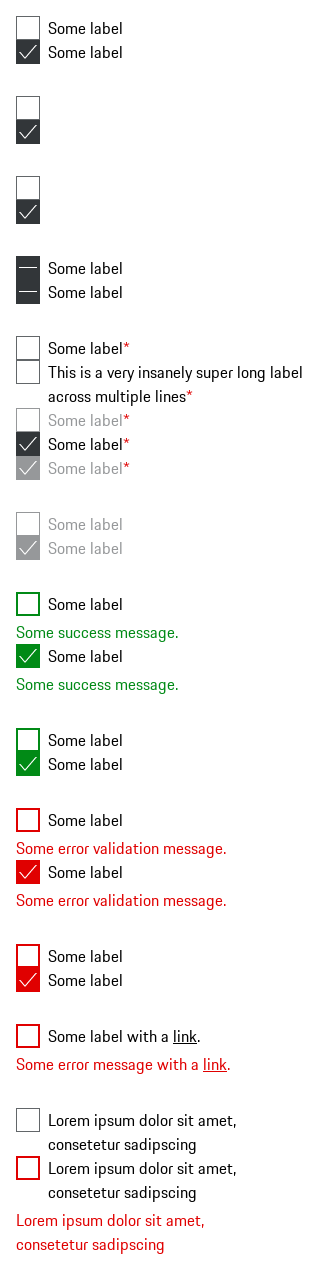 Some label
Some label
Some label
Some label
Some label*
This is a very insanely super long label
across multiple lines*
Some label*
Some label*
Some label*
Some label
Some label
Some label
Some success message.
Some label
Some success message.
Some label
Some label
Some label
Some error validation message.
Some label
Some error validation message.
Some label
Some label
Some label with a link.
Some error message with a link.
Lorem ipsum dolor sit amet,
consetetur sadipscing
Lorem ipsum dolor sit amet,
consetetur sadipscing
Lorem ipsum dolor sit amet,
consetetur sadipscing